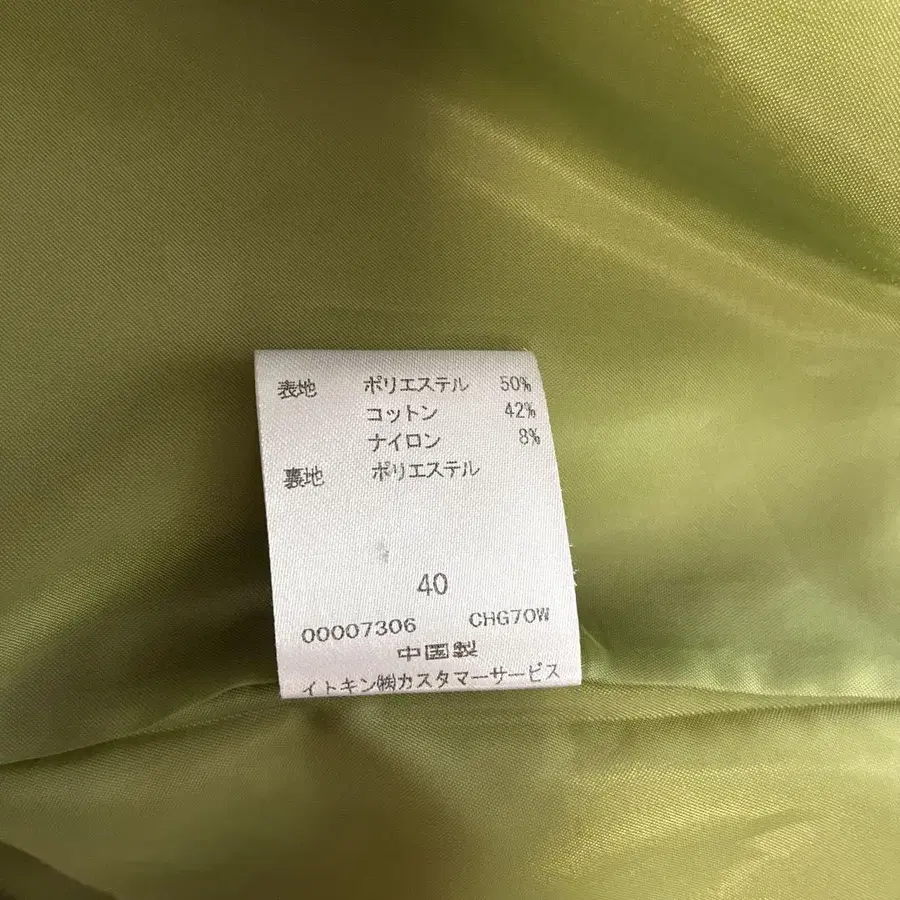 表地 ポリエステル 50%
コットン 42%
ナイロン 8%
裏地 ポリエステル
40
00007306 CHG70W
中国製
イトキン㈱カスタマーサービス